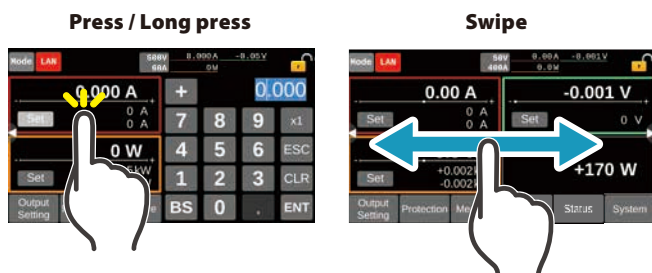 Press / Long press
Swipe
Mode LAN 500V 0.000A -0.05V
60A 0W
0.000 A + 0.000
Set 0 A 7 8 9 x1
0 A
0 W 4 5 6 ESC
Set kW 1 2 3 CLR
Output
Setting BS 0 . ENT
Mode LAN 50V 0.00A -0.001V
400A 0.0W
0.00 A -0.001 V
Set 0 A Set 0 V
0 A
+0.002 +170 W
Set -0.002
Output
Setting Protection Me Status System